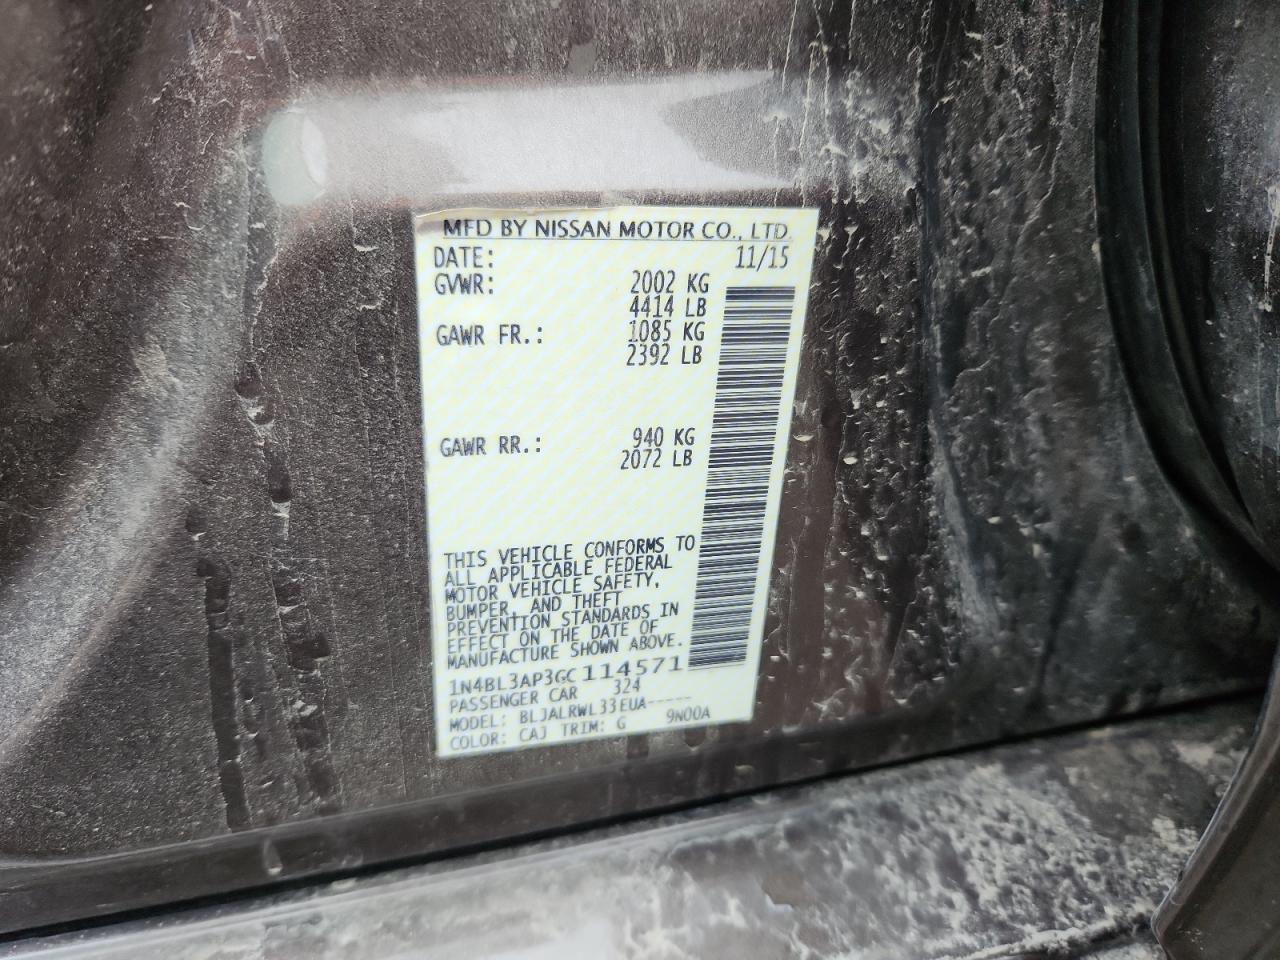 MFD BY NISSAN MOTOR CO., LTD.
DATE: 11/15
GVWR: 2002 KG
4414 LB
GAWR FR.: 1085 KG
2392 LB
GAWR RR.: 940 KG
2072 LB
THIS VEHICLE CONFORMS TO
ALL APPLICABLE FEDERAL
MOTOR VEHICLE SAFETY,
BUMPER, AND THEFT
PREVENTION STANDARDS IN
EFFECT ON THE DATE OF
MANUFACTURE SHOWN ABOVE.
1N4BL3AP3GC114571
PASSENGER CAR 324
MODEL: BLJALRWL33EUA-----
COLOR: CAJ TRIM: G 9N00A